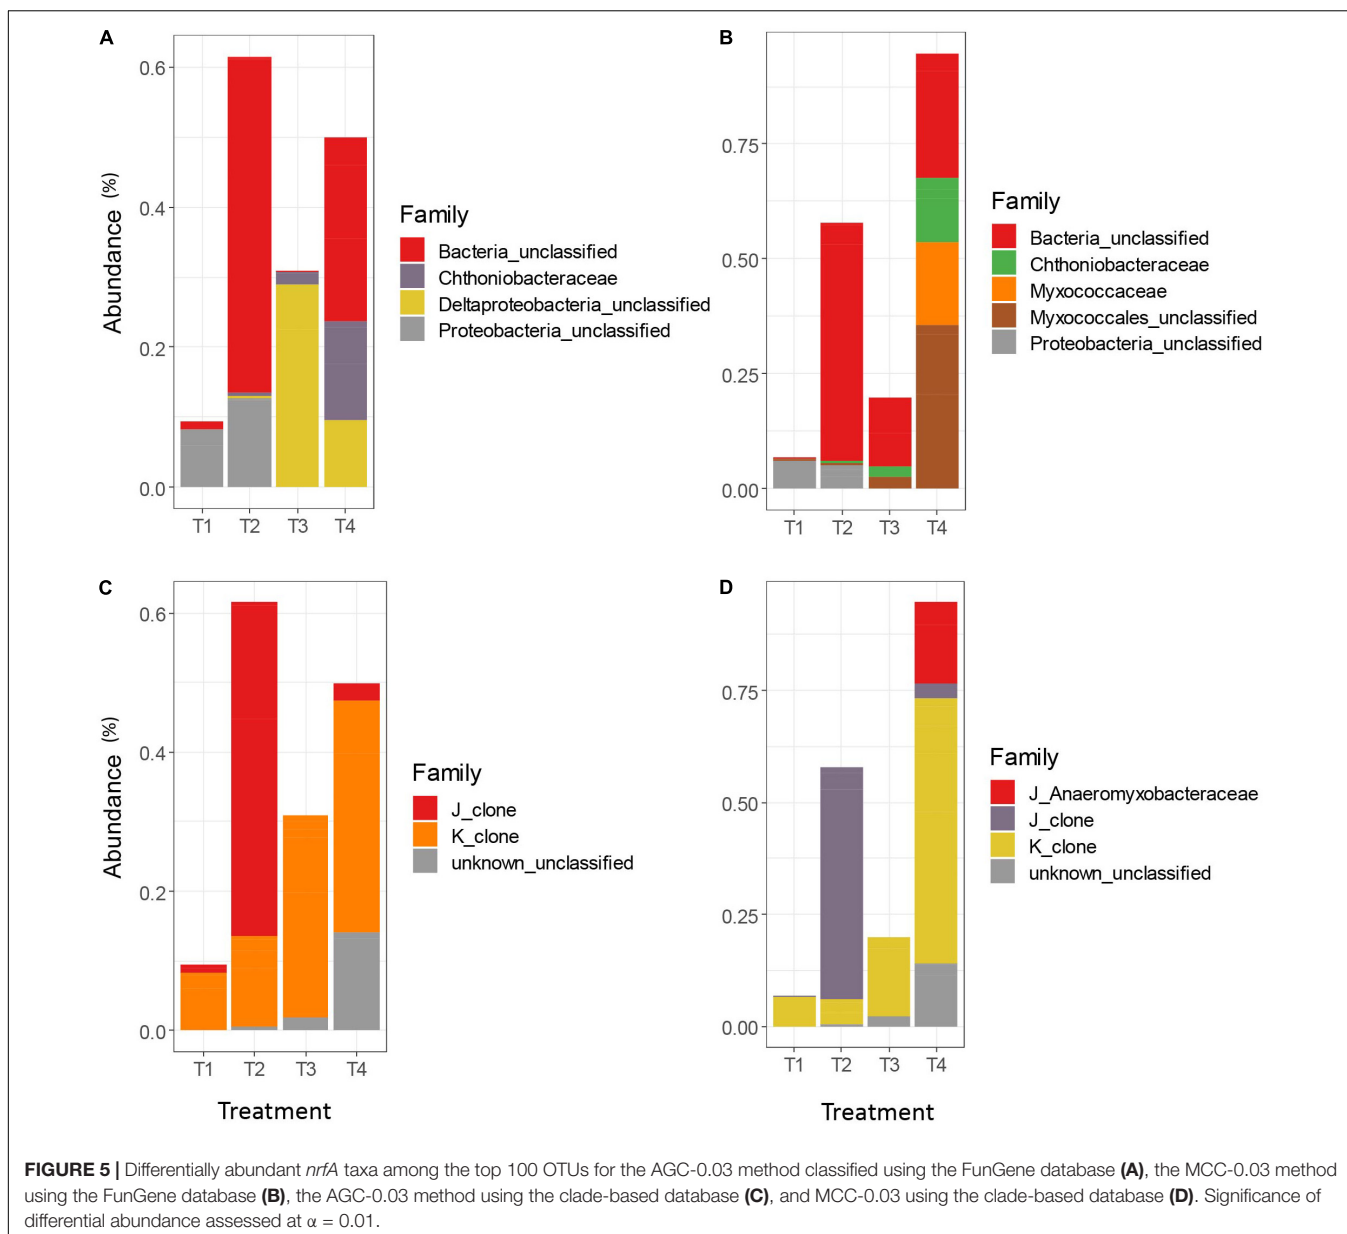 A
Abundance (%)
0.6
0.4
0.2
0.0
T1 T2 T3 T4
Family
Bacteria_unclassified
Chthoniobacteraceae
Deltaproteobacteria_unclassified
Proteobacteria_unclassified
B
0.75
0.50
0.25
0.00
T1 T2 T3 T4
Family
Bacteria_unclassified
Chthoniobacteraceae
Myxococcaceae
Myxococcales_unclassified
Proteobacteria_unclassified
C
Abundance (%)
0.6
0.4
0.2
0.0
T1 T2 T3 T4
Treatment
Family
J_clone
K_clone
unknown_unclassified
D
0.75
0.50
0.25
0.00
T1 T2 T3 T4
Treatment
Family
J_Anaeromyxobacteraceae
J_clone
K_clone
unknown_unclassified
FIGURE 5 | Differentially abundant nrfA taxa among the top 100 OTUs for the AGC-0.03 method classified using the FunGene database (A), the MCC-0.03 method
using the FunGene database (B), the AGC-0.03 method using the clade-based database (C), and MCC-0.03 using the clade-based database (D). Significance of
differential abundance assessed at α = 0.01.